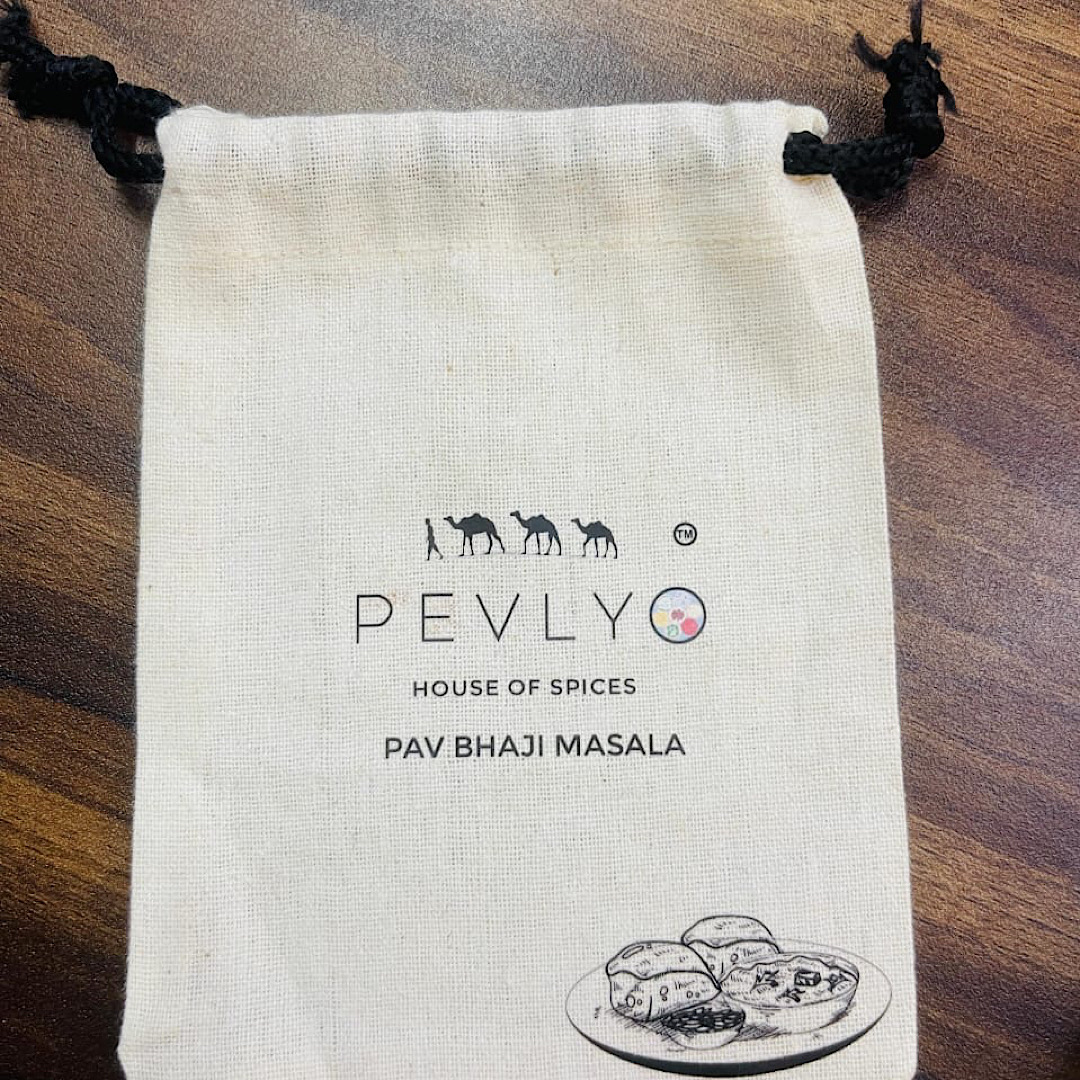 TM
PEVLYO
HOUSE OF SPICES
PAV BHAJI MASALA